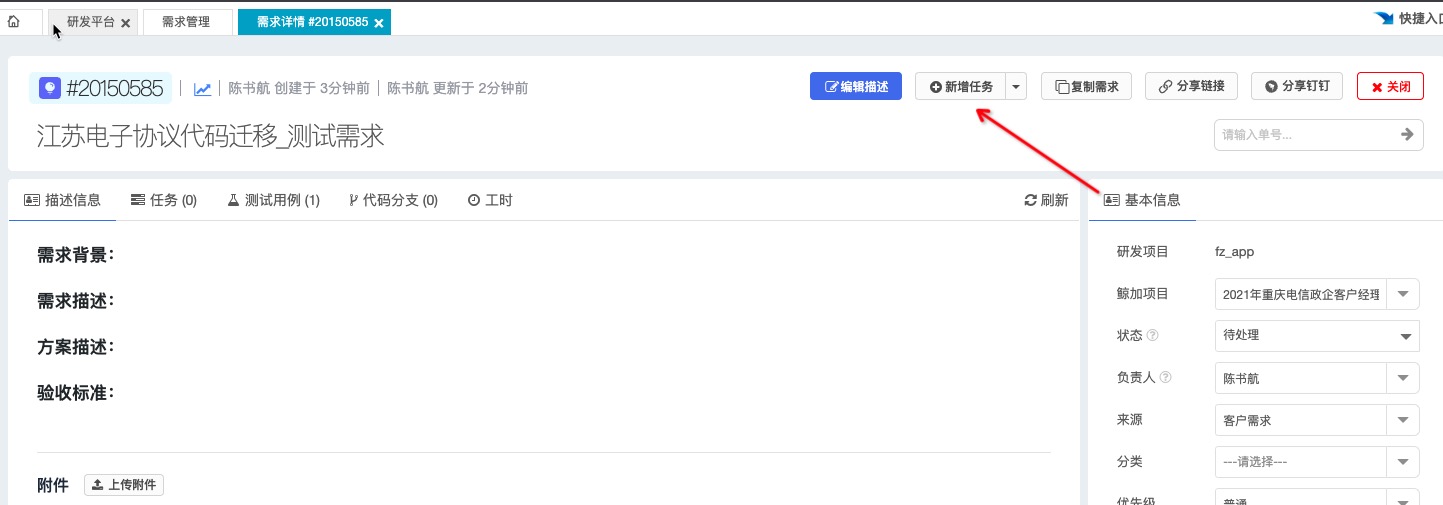 研发平台 需求管理 需求详情 #20150585 快捷入口
#20150585 陈书航 创建于 3分钟前 陈书航 更新于 2分钟前 编辑描述 新增任务 复制需求 分享链接 分享钉钉 关闭
江苏电子协议代码迁移_测试需求 请输入单号...
描述信息 任务 (0) 测试用例 (1) 代码分支 (0) 工时 刷新
需求背景：
需求描述：
方案描述：
验收标准：
附件 上传附件
基本信息
研发项目 fz_app
鲸加项目 2021年重庆电信政企客户经理
状态 待处理
负责人 陈书航
来源 客户需求
分类 ---请选择---
优先级 普通